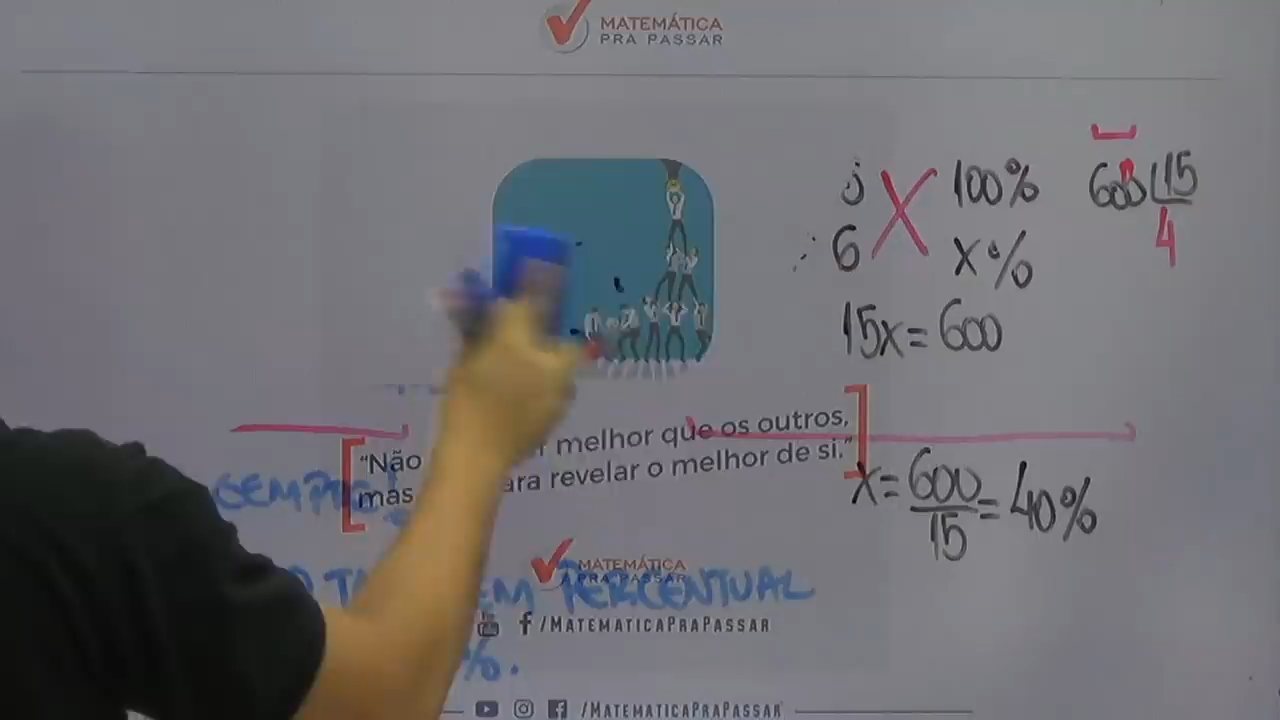 MATEMÁTICA
PRA PASSAR
100%
600 15
6
x%
4
15x=600
melhor que os outros,
"Não
mas
ara revelar o melhor de si."
SEMPRE!
x=600/15=40%
MATEMÁTICA
PRA PASSAR
EM PERCENTUAL
/MATEMATICAPRAPASSAR
%.
/MATEMATICAPRAPASSAR